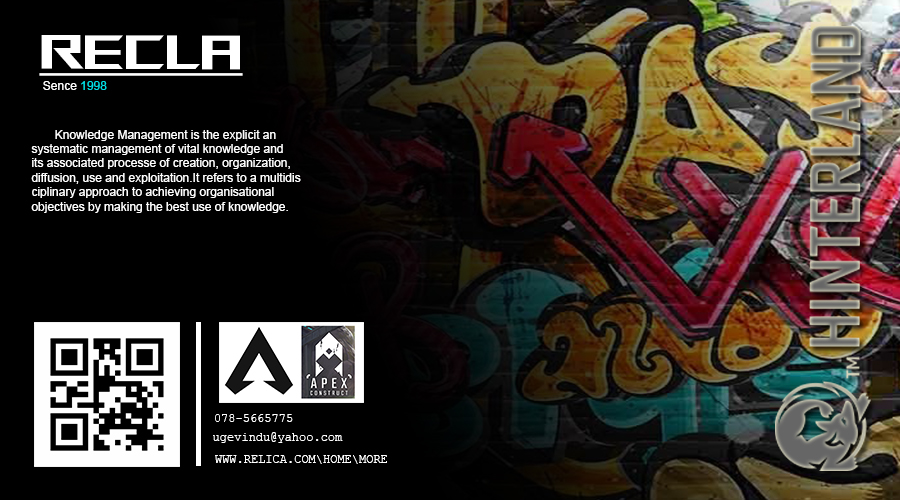 RECLA
Sence 1998
Knowledge Management is the explicit an
systematic management of vital knowledge and
its associated processe of creation, organization,
diffusion, use and exploitation.It refers to a multidis
ciplinary approach to achieving organisational
objectives by making the best use of knowledge.
APEX
CONSTRUCT
078-5665775
ugevindu@yahoo.com
WWW.RELICA.COM\HOME\MORE
HINTERLAND.
TM